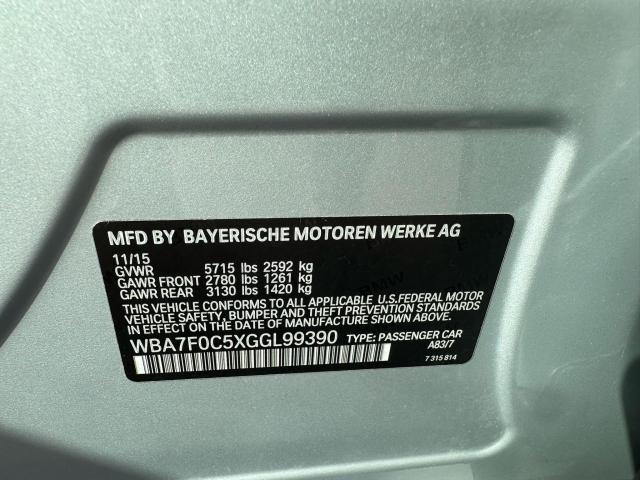 MFD BY BAYERISCHE MOTOREN WERKE AG
11/15
GVWR 5715 lbs 2592 kg
GAWR FRONT 2780 lbs 1261 kg
GAWR REAR 3130 lbs 1420 kg
THIS VEHICLE CONFORMS TO ALL APPLICABLE U.S.FEDERAL MOTOR
VEHICLE SAFETY, BUMPER AND THEFT PREVENTION STANDARDS
IN EFFECT ON THE DATE OF MANUFACTURE SHOWN ABOVE.
WBA7F0C5XGGL99390 TYPE: PASSENGER CAR
A83/7
7 315 814